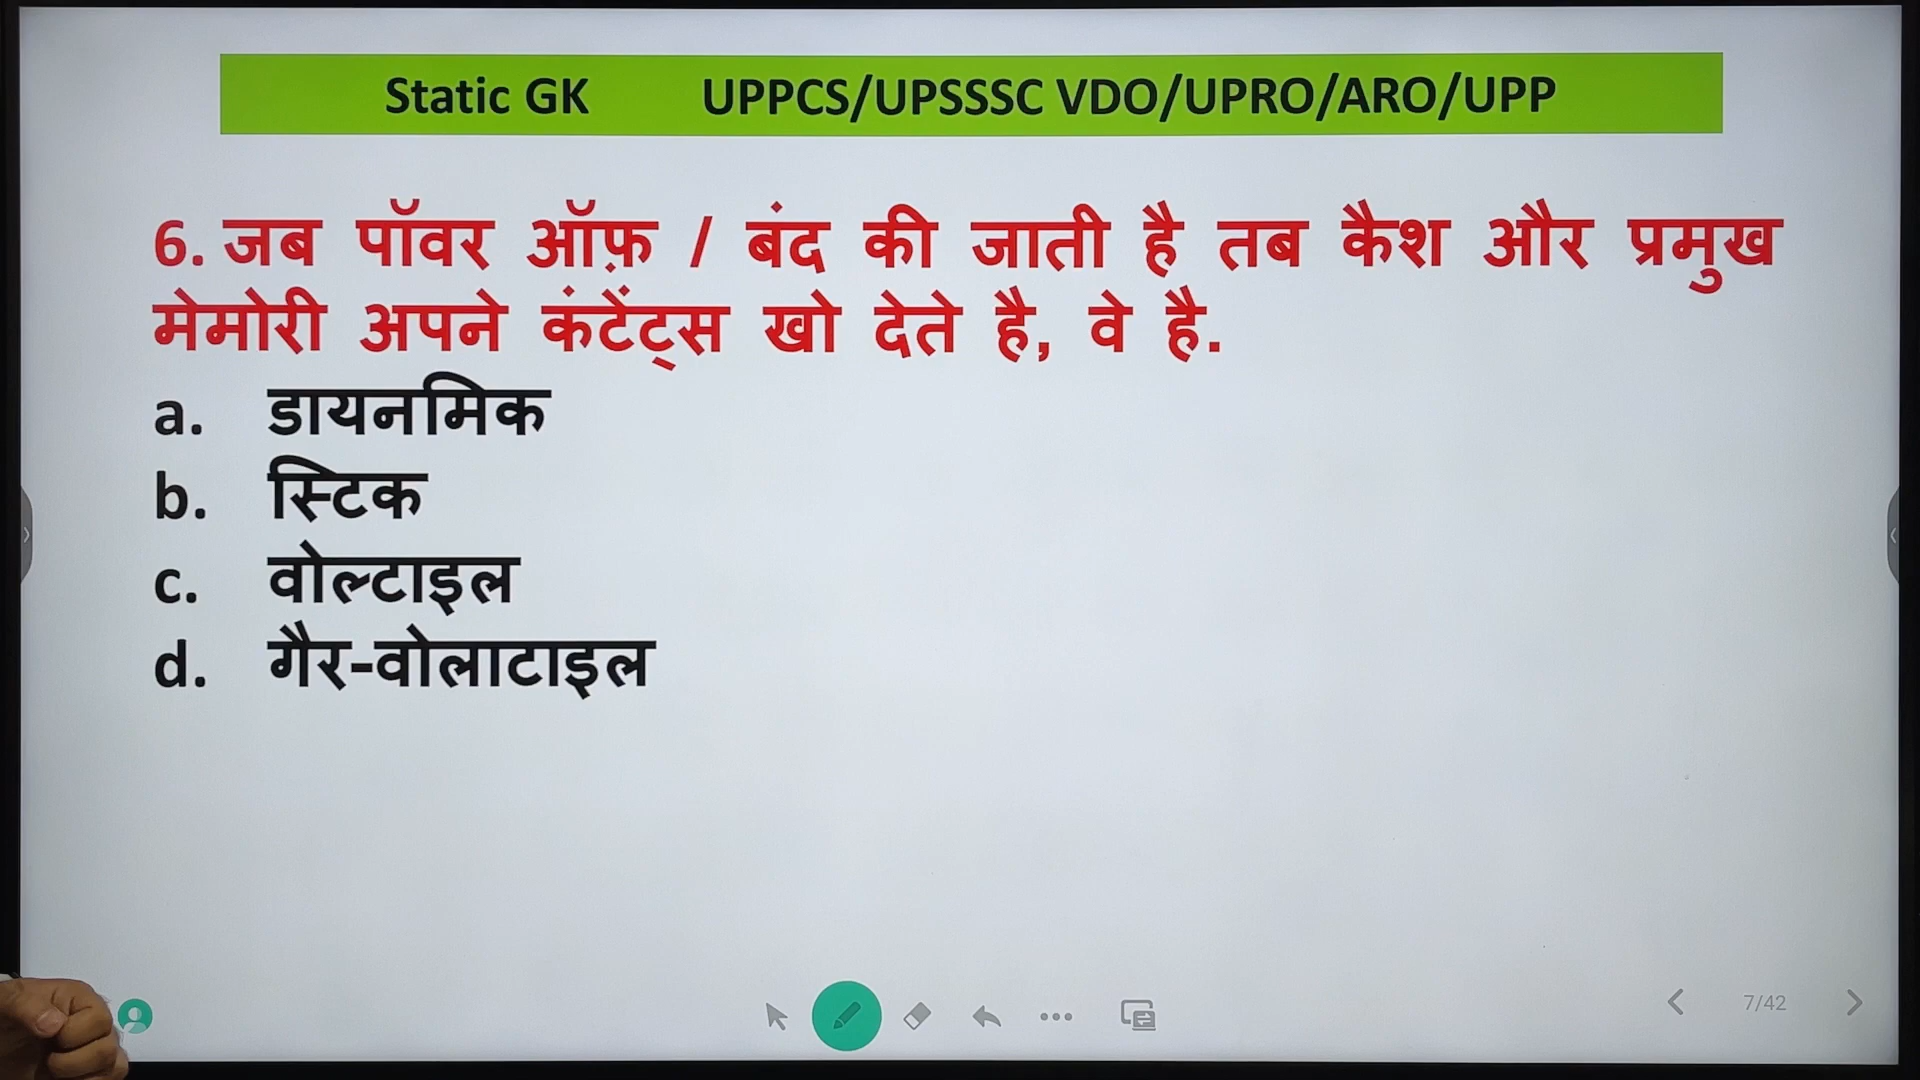 Static GK UPPCS/UPSSSC VDO/UPRO/ARO/UPP
6. जब पॉवर ऑफ़ / बंद की जाती है तब कैश और प्रमुख
मेमोरी अपने कंटेंट्स खो देते है, वे है.
a. डायनमिक
b. स्टिक
c. वोल्टाइल
d. गैर-वोलाटाइल
7/42